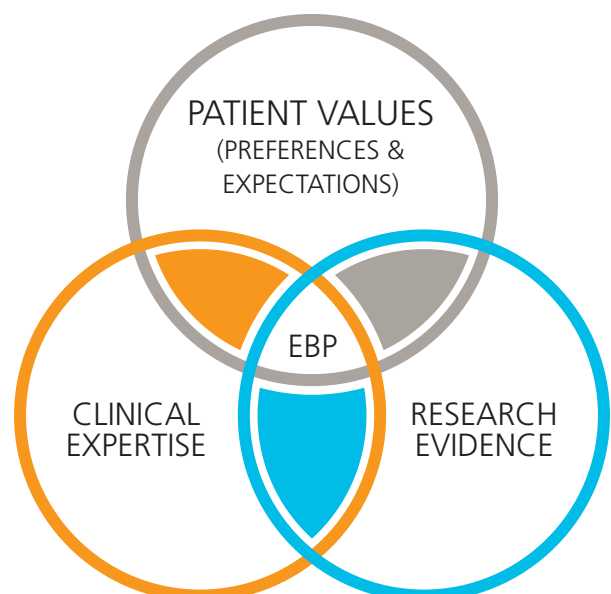 PATIENT VALUES
(PREFERENCES &
EXPECTATIONS)
EBP
CLINICAL
EXPERTISE
RESEARCH
EVIDENCE